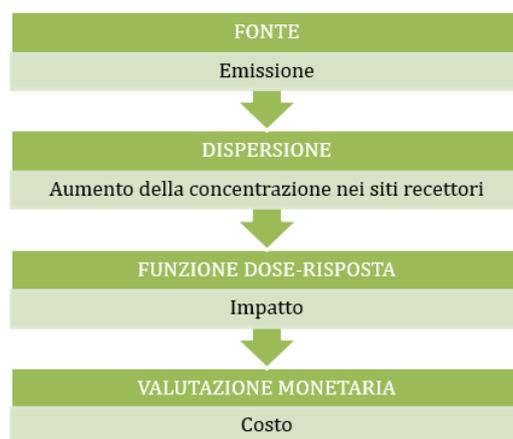 FONTE
Emissione
DISPERSIONE
Aumento della concentrazione nei siti recettori
FUNZIONE DOSE-RISPOSTA
Impatto
VALUTAZIONE MONETARIA
Costo